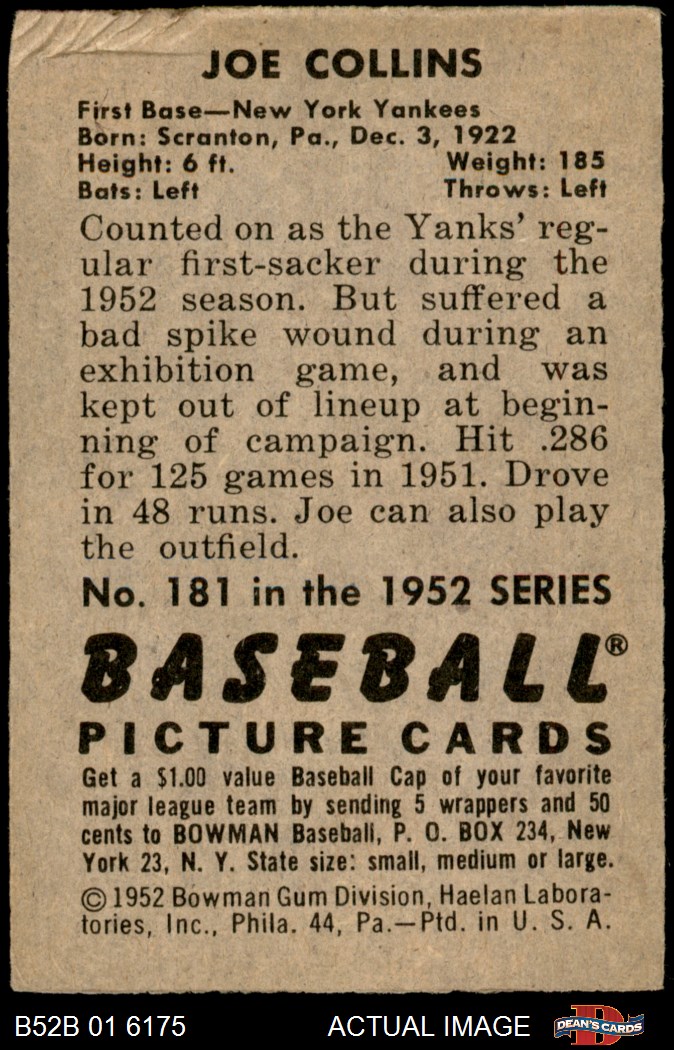 JOE COLLINS
First Base—New York Yankees
Born: Scranton, Pa., Dec. 3, 1922
Height: 6 ft. Weight: 185
Bats: Left Throws: Left
Counted on as the Yanks' reg-
ular first-sacker during the
1952 season. But suffered a
bad spike wound during an
exhibition game, and was
kept out of lineup at begin-
ning of campaign. Hit .286
for 125 games in 1951. Drove
in 48 runs. Joe can also play
the outfield.
No. 181 in the 1952 SERIES
BASEBALL®
PICTURE CARDS
Get a $1.00 value Baseball Cap of your favorite
major league team by sending 5 wrappers and 50
cents to BOWMAN Baseball, P. O. BOX 234, New
York 23, N. Y. State size: small, medium or large.
© 1952 Bowman Gum Division, Haelan Labora-
tories, Inc., Phila. 44, Pa.—Ptd. in U. S. A.
B52B 01 6175 ACTUAL IMAGE D DEAN'S CARDS